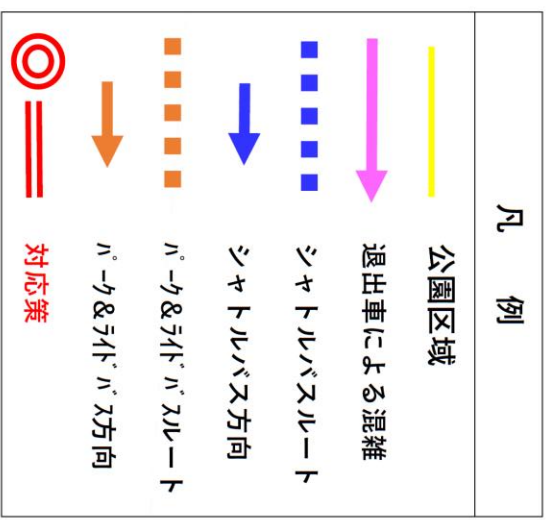 凡 例
公園区域
退出車による混雑
シャトルバスルート
シャトルバス方向
ﾊﾟｰｸ&ﾗｲﾄﾞﾊﾞｽルート
ﾊﾟｰｸ&ﾗｲﾄﾞﾊﾞｽ方向
対応策